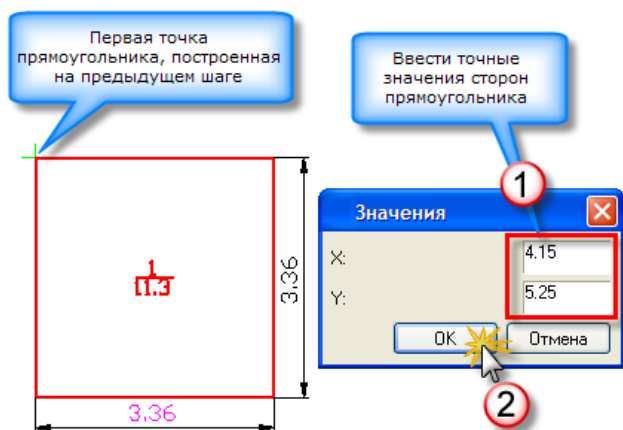 Первая точка
прямоугольника, построенная
на предыдущем шаге
Ввести точные
значения сторон
прямоугольника
1
Значения
X:
4.15
Y:
5.25
OK
Отмена
2
1
11.3
3.36
3.36